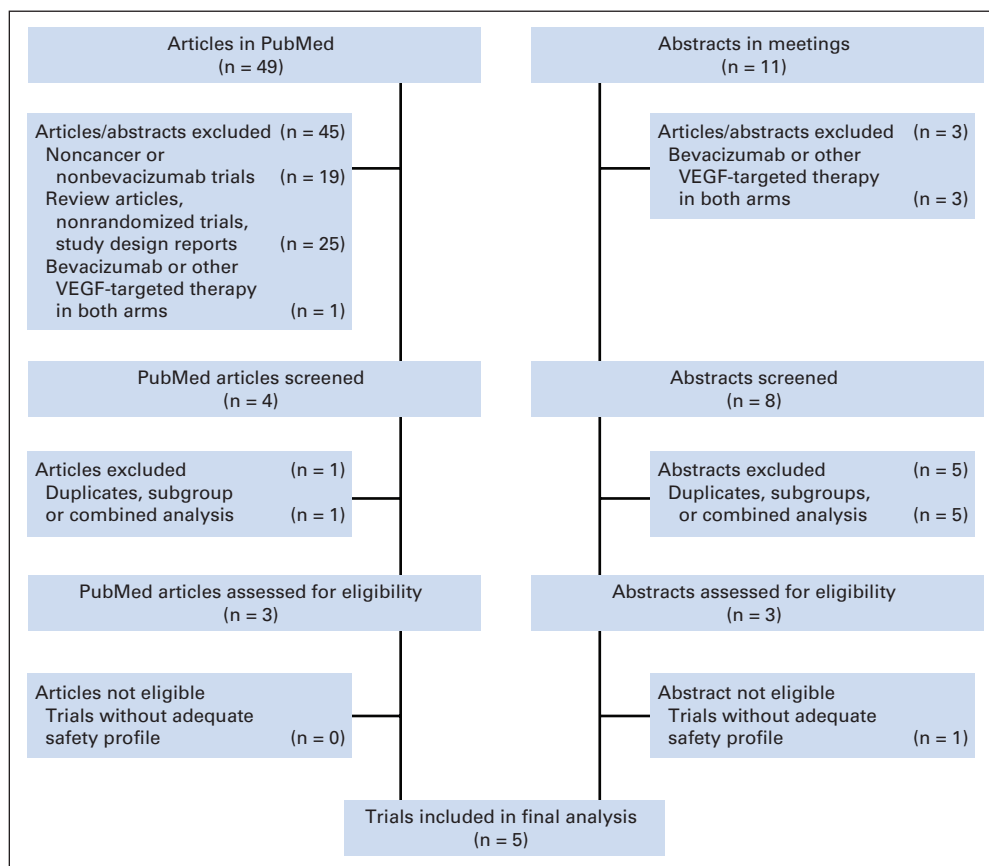 Articles in PubMed
(n = 49)
Abstracts in meetings
(n = 11)
Articles/abstracts excluded (n = 45)
Noncancer or
nonbevacizumab trials (n = 19)
Review articles,
nonrandomized trials,
study design reports (n = 25)
Bevacizumab or other
VEGF-targeted therapy
in both arms (n = 1)
Articles/abstracts excluded (n = 3)
Bevacizumab or other
VEGF-targeted therapy
in both arms (n = 3)
PubMed articles screened
(n = 4)
Abstracts screened
(n = 8)
Articles excluded (n = 1)
Duplicates, subgroup
or combined analysis (n = 1)
Abstracts excluded (n = 5)
Duplicates, subgroups,
or combined analysis (n = 5)
PubMed articles assessed for eligibility
(n = 3)
Abstracts assessed for eligibility
(n = 3)
Articles not eligible
Trials without adequate
safety profile (n = 0)
Abstract not eligible
Trials without adequate
safety profile (n = 1)
Trials included in final analysis
(n = 5)